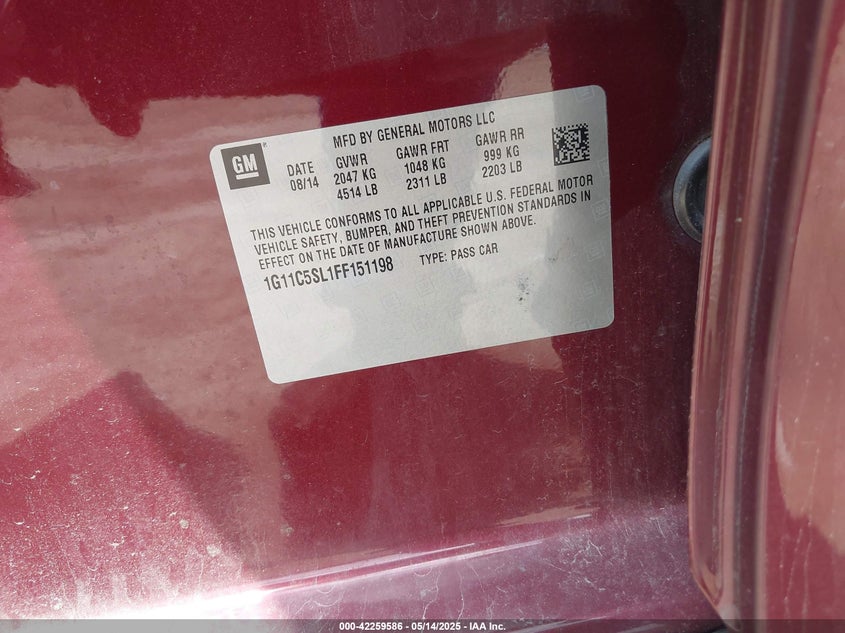 MFD BY GENERAL MOTORS LLC
GM
DATE GVWR GAWR FRT GAWR RR
08/14 2047 KG 1048 KG 999 KG
4514 LB 2311 LB 2203 LB
THIS VEHICLE CONFORMS TO ALL APPLICABLE U.S. FEDERAL MOTOR
VEHICLE SAFETY, BUMPER, AND THEFT PREVENTION STANDARDS IN
EFFECT ON THE DATE OF MANUFACTURE SHOWN ABOVE.
1G11C5SL1FF151198 TYPE: PASS CAR
000-42259586 - 05/14/2025 - IAA Inc.